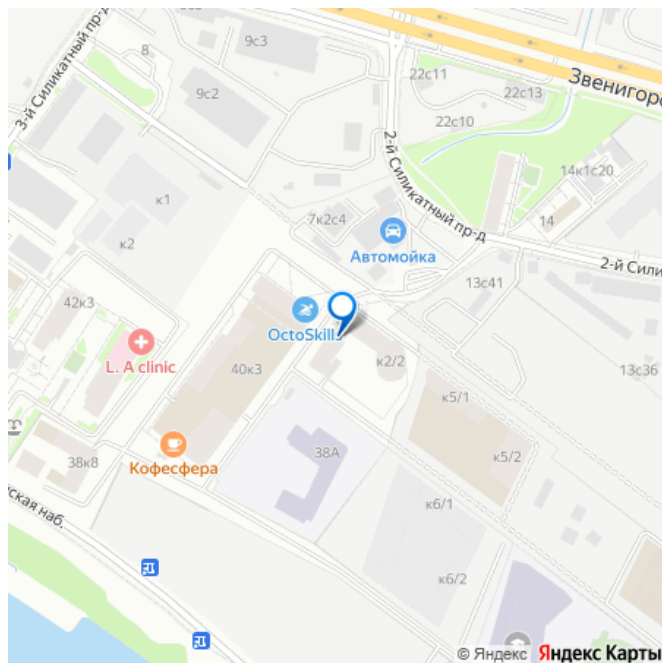 3-й Силикатный пр-д
8
9с3
9с2
22с11
22с13
22с10
Звенигоро
2-й Силикатный пр-д
14к1с20
14
к1
к2
7к2с4
Автомойка
2-й Сили
13с41
42к3
OctoSkills
L. A clinic
40к3
к2/2
13с36
к5/1
к5/2
Кофесфера
38к8
38А
к6/1
ская наб.
к6/2
© Яндекс Яндекс Карты